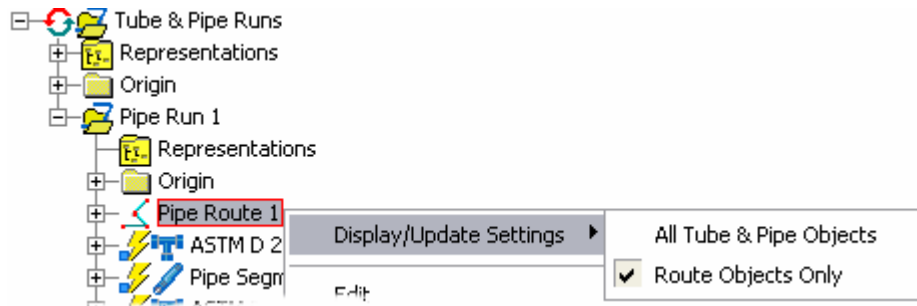 Tube & Pipe Runs
Representations
Origin
Pipe Run 1
Representations
Origin
Pipe Route 1
Display/Update Settings
All Tube & Pipe Objects
ASTM D 2
Route Objects Only
Pipe Segm
Edit